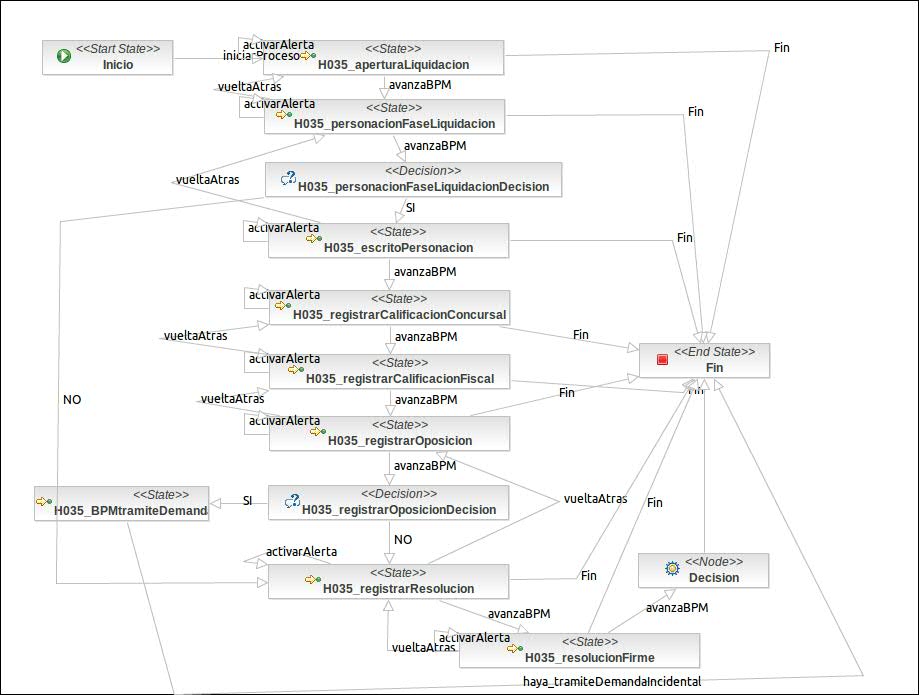 <<Start State>>
Inicio
iniciarProceso
activarAlerta
<<State>>
H035_aperturaLiquidacion
Fin
vueltaAtras
avanzaBPM
activarAlerta
<<State>>
H035_personacionFaseLiquidacion
Fin
avanzaBPM
vueltaAtras
<<Decision>>
H035_personacionFaseLiquidacionDecision
SI
activarAlerta
<<State>>
H035_escritoPersonacion
Fin
avanzaBPM
activarAlerta
<<State>>
H035_registrarCalificacionConcursal
vueltaAtras
avanzaBPM
Fin
<<End State>>
Fin
activarAlerta
<<State>>
H035_registrarCalificacionFiscal
Fin
NO
vueltaAtras
avanzaBPM
Fin
activarAlerta
<<State>>
H035_registrarOposicion
avanzaBPM
<<State>>
H035_BPMtramiteDemanda
SI
<<Decision>>
H035_registrarOposicionDecision
vueltaAtras
Fin
NO
activarAlerta
<<State>>
H035_registrarResolucion
Fin
<<Node>>
Decision
avanzaBPM
avanzaBPM
vueltaAtras
activarAlerta
<<State>>
H035_resolucionFirme
haya_tramiteDemandaIncidental